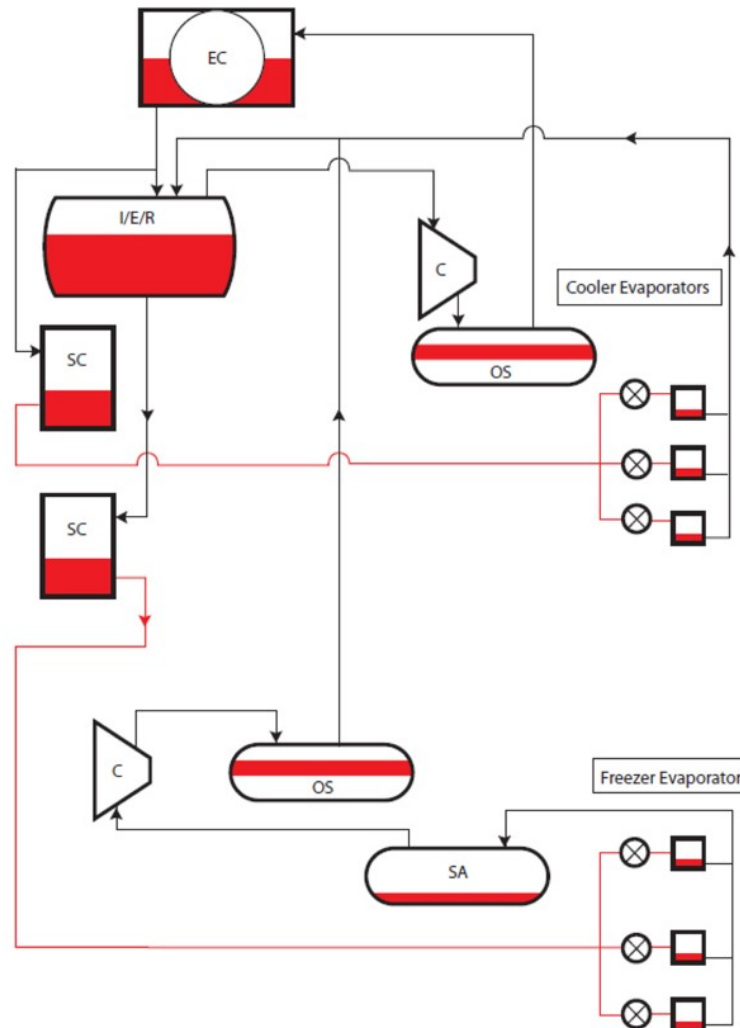 EC
I/E/R
C
Cooler Evaporators
SC
OS
SC
C
OS
Freezer Evaporator
SA